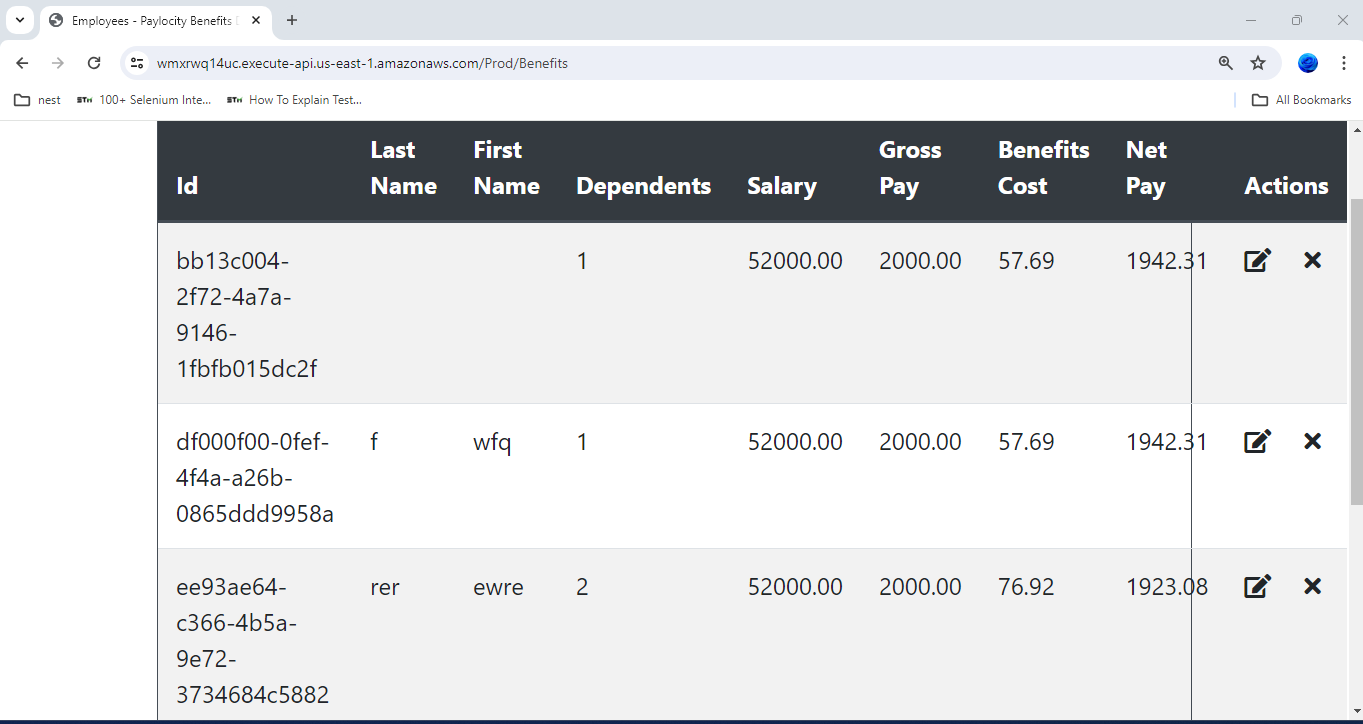 Employees - Paylocity Benefits D
wmxrwq14uc.execute-api.us-east-1.amazonaws.com/Prod/Benefits
nest
STH 100+ Selenium Inte...
STH How To Explain Test...
All Bookmarks
Id Last Name First Name Dependents Salary Gross Pay Benefits Cost Net Pay Actions
bb13c004- 1 52000.00 2000.00 57.69 1942.31
2f72-4a7a-
9146-
1fbfb015dc2f
df000f00-0fef- f wfq 1 52000.00 2000.00 57.69 1942.31
4f4a-a26b-
0865ddd9958a
ee93ae64- rer ewre 2 52000.00 2000.00 76.92 1923.08
c366-4b5a-
9e72-
3734684c5882